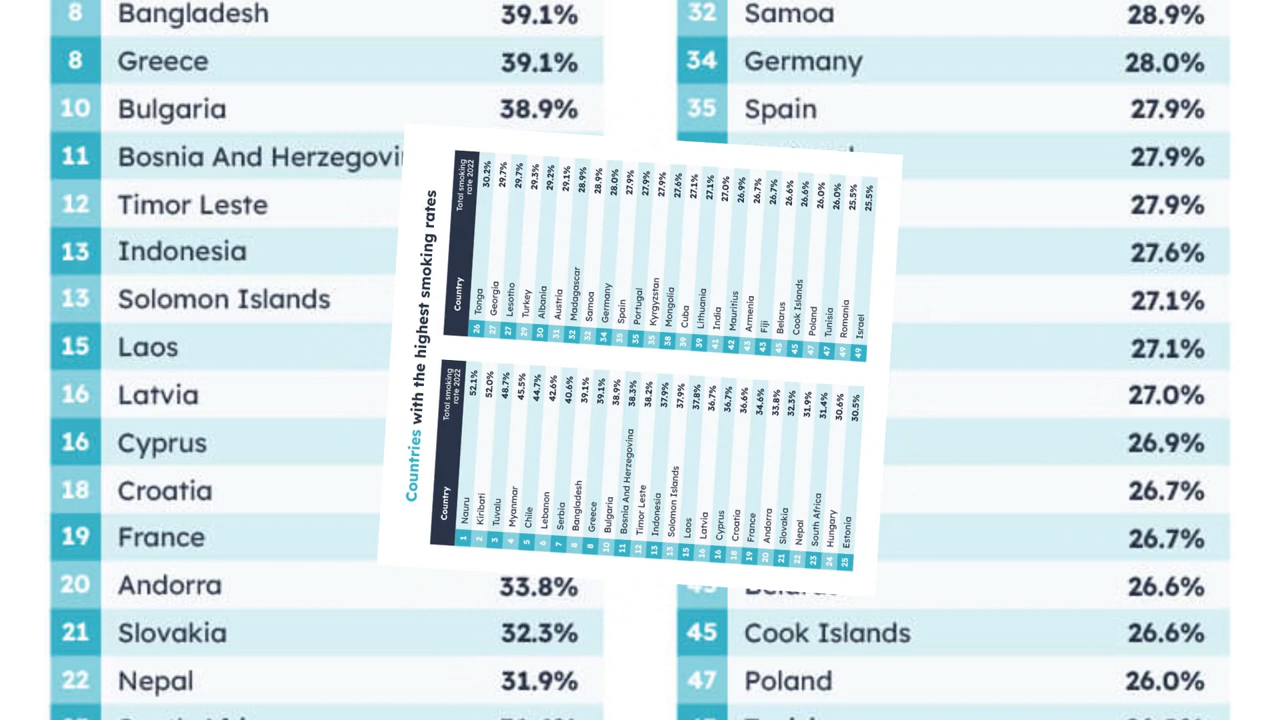 8 Bangladesh 39.1%
8 Greece 39.1%
10 Bulgaria 38.9%
11 Bosnia And Herzegovi
12 Timor Leste
13 Indonesia
13 Solomon Islands
15 Laos
16 Latvia
16 Cyprus
18 Croatia
19 France
20 Andorra 33.8%
21 Slovakia 32.3%
22 Nepal 31.9%
32 Samoa 28.9%
34 Germany 28.0%
35 Spain 27.9%
27.9%
27.9%
27.6%
27.1%
27.1%
27.0%
26.9%
26.7%
26.7%
26.6%
45 Cook Islands 26.6%
47 Poland 26.0%
Countries with the highest smoking rates
Country Total smoking
rate 2022
1 Nauru 52.1%
2 Kiribati 52.0%
3 Tuvalu 48.7%
4 Myanmar 45.5%
5 Chile 44.7%
6 Lebanon 42.6%
7 Serbia 40.6%
8 Bangladesh 39.1%
8 Greece 39.1%
10 Bulgaria 38.9%
11 Bosnia And Herzegovina 38.3%
12 Timor Leste 38.2%
13 Indonesia 37.9%
13 Solomon Islands 37.9%
15 Laos 37.8%
16 Latvia 36.7%
16 Cyprus 36.7%
18 Croatia 36.6%
19 France 34.6%
20 Andorra 33.8%
21 Slovakia 32.3%
22 Nepal 31.9%
23 South Africa 31.4%
24 Hungary 30.6%
25 Estonia 30.5%
Country Total smoking
rate 2022
26 Tonga 30.2%
27 Georgia 29.7%
27 Lesotho 29.7%
29 Turkey 29.3%
30 Albania 29.2%
31 Austria 29.1%
32 Madagascar 28.9%
32 Samoa 28.9%
34 Germany 28.0%
35 Spain 27.9%
35 Portugal 27.9%
35 Kyrgyzstan 27.9%
38 Mongolia 27.6%
39 Cuba 27.1%
39 Lithuania 27.1%
41 India 27.0%
42 Mauritius 26.9%
43 Armenia 26.7%
43 Fiji 26.7%
45 Belarus 26.6%
45 Cook Islands 26.6%
47 Poland 26.0%
47 Tunisia 26.0%
49 Romania 25.5%
49 Israel 25.5%